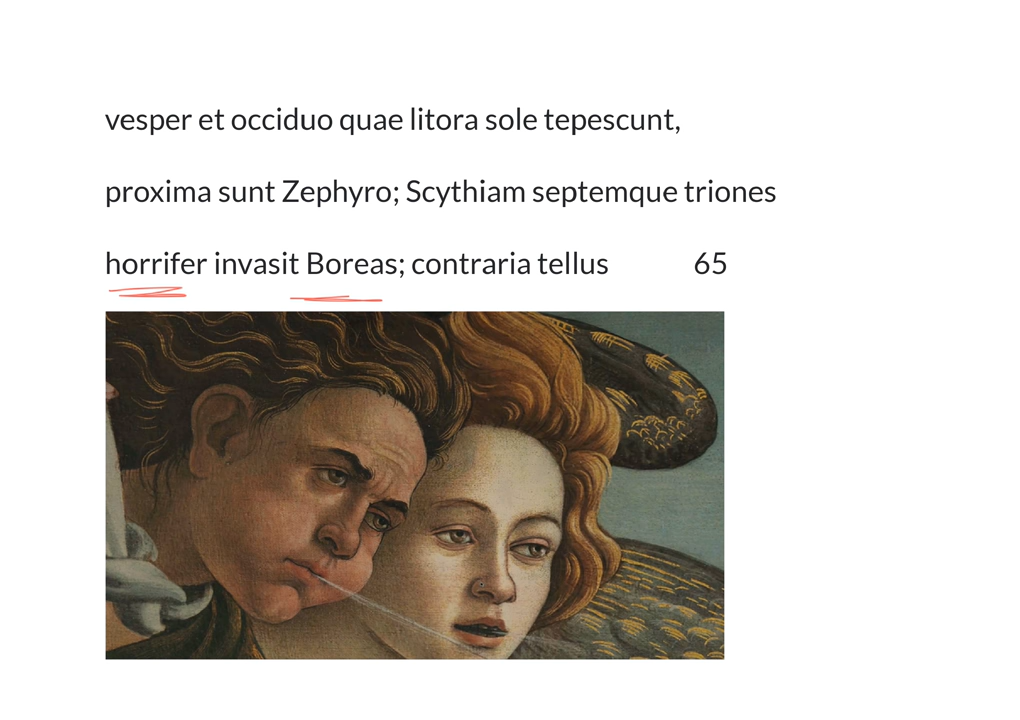 vesper et occiduo quae litora sole tepescunt,
proxima sunt Zephyro; Scythiam septemque triones
horrifer invasit Boreas; contraria tellus 65